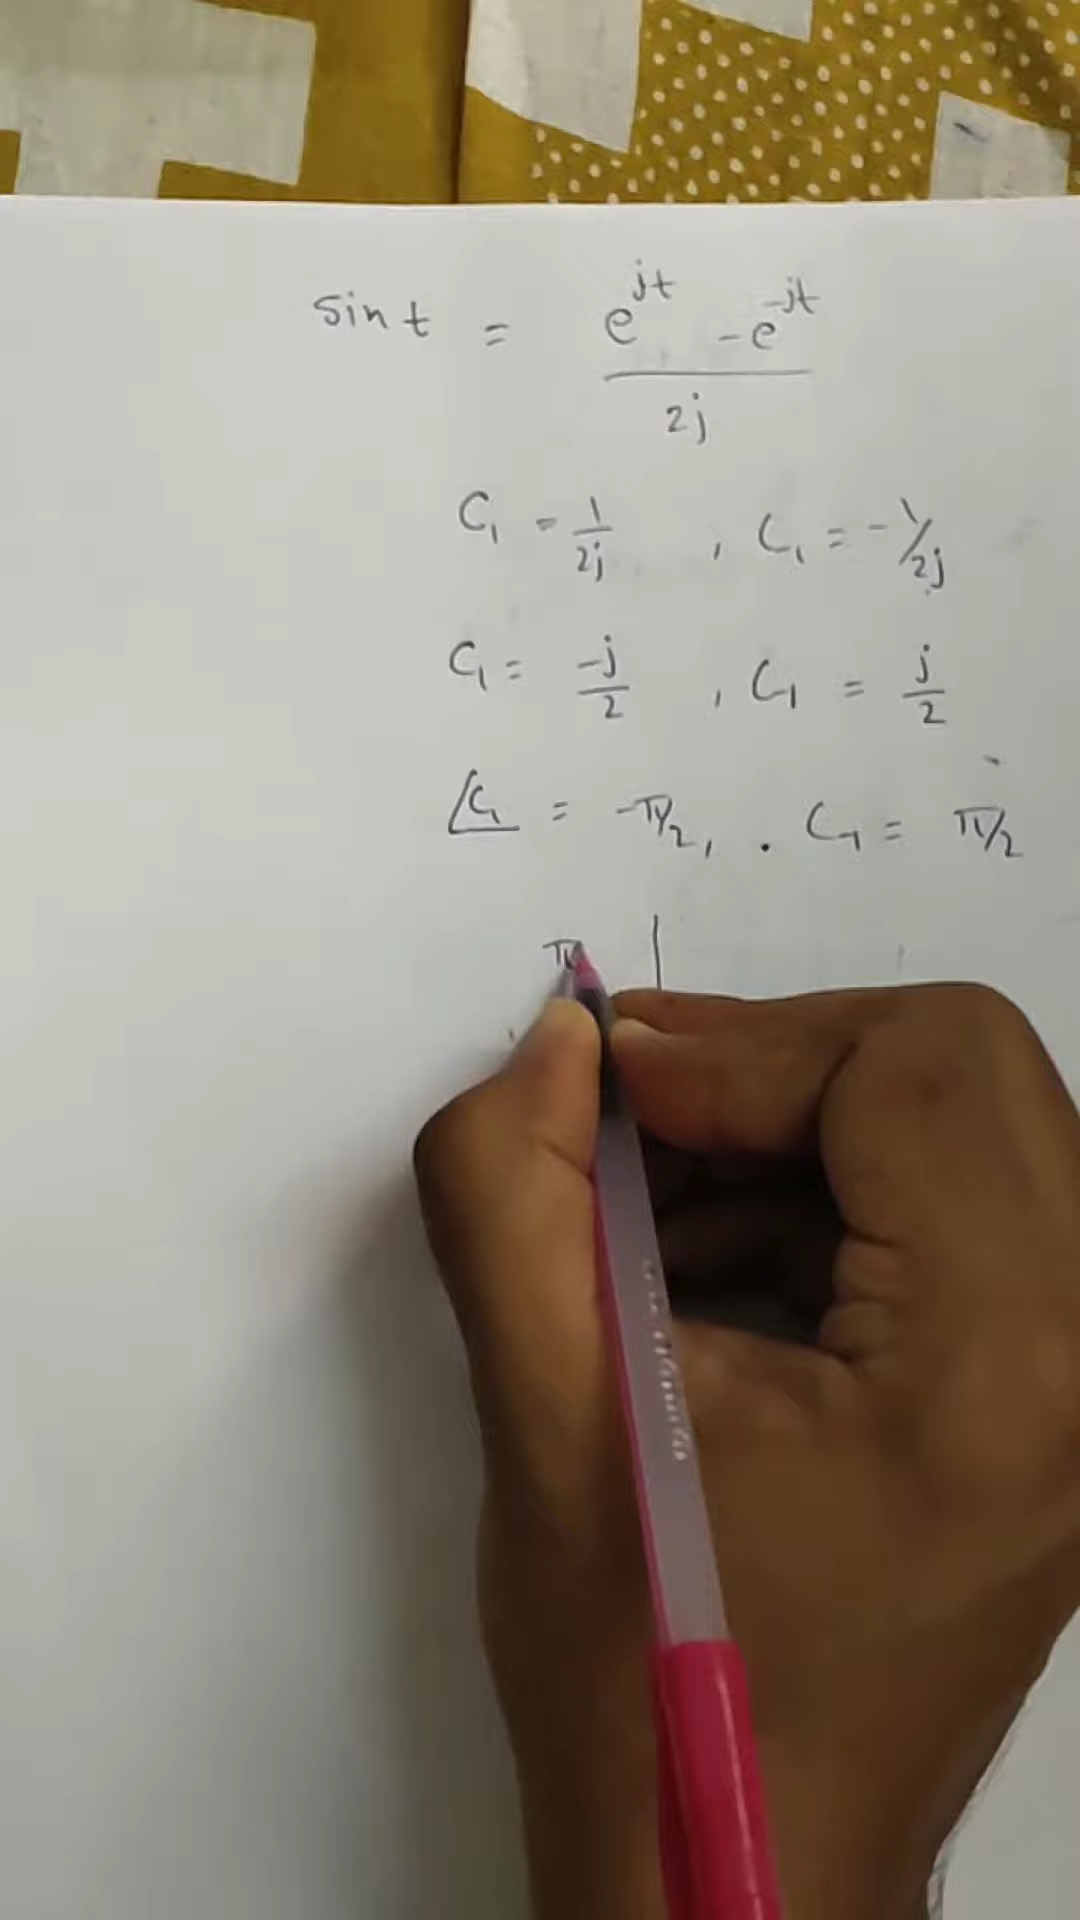 sin t = e^{jt} - e^{-jt} / 2j
C₁ = 1/2j , C₁ = -1/2j
C₁ = -j/2 , C₁ = j/2
∠C₁ = -π/2, . C₁ = π/2
π